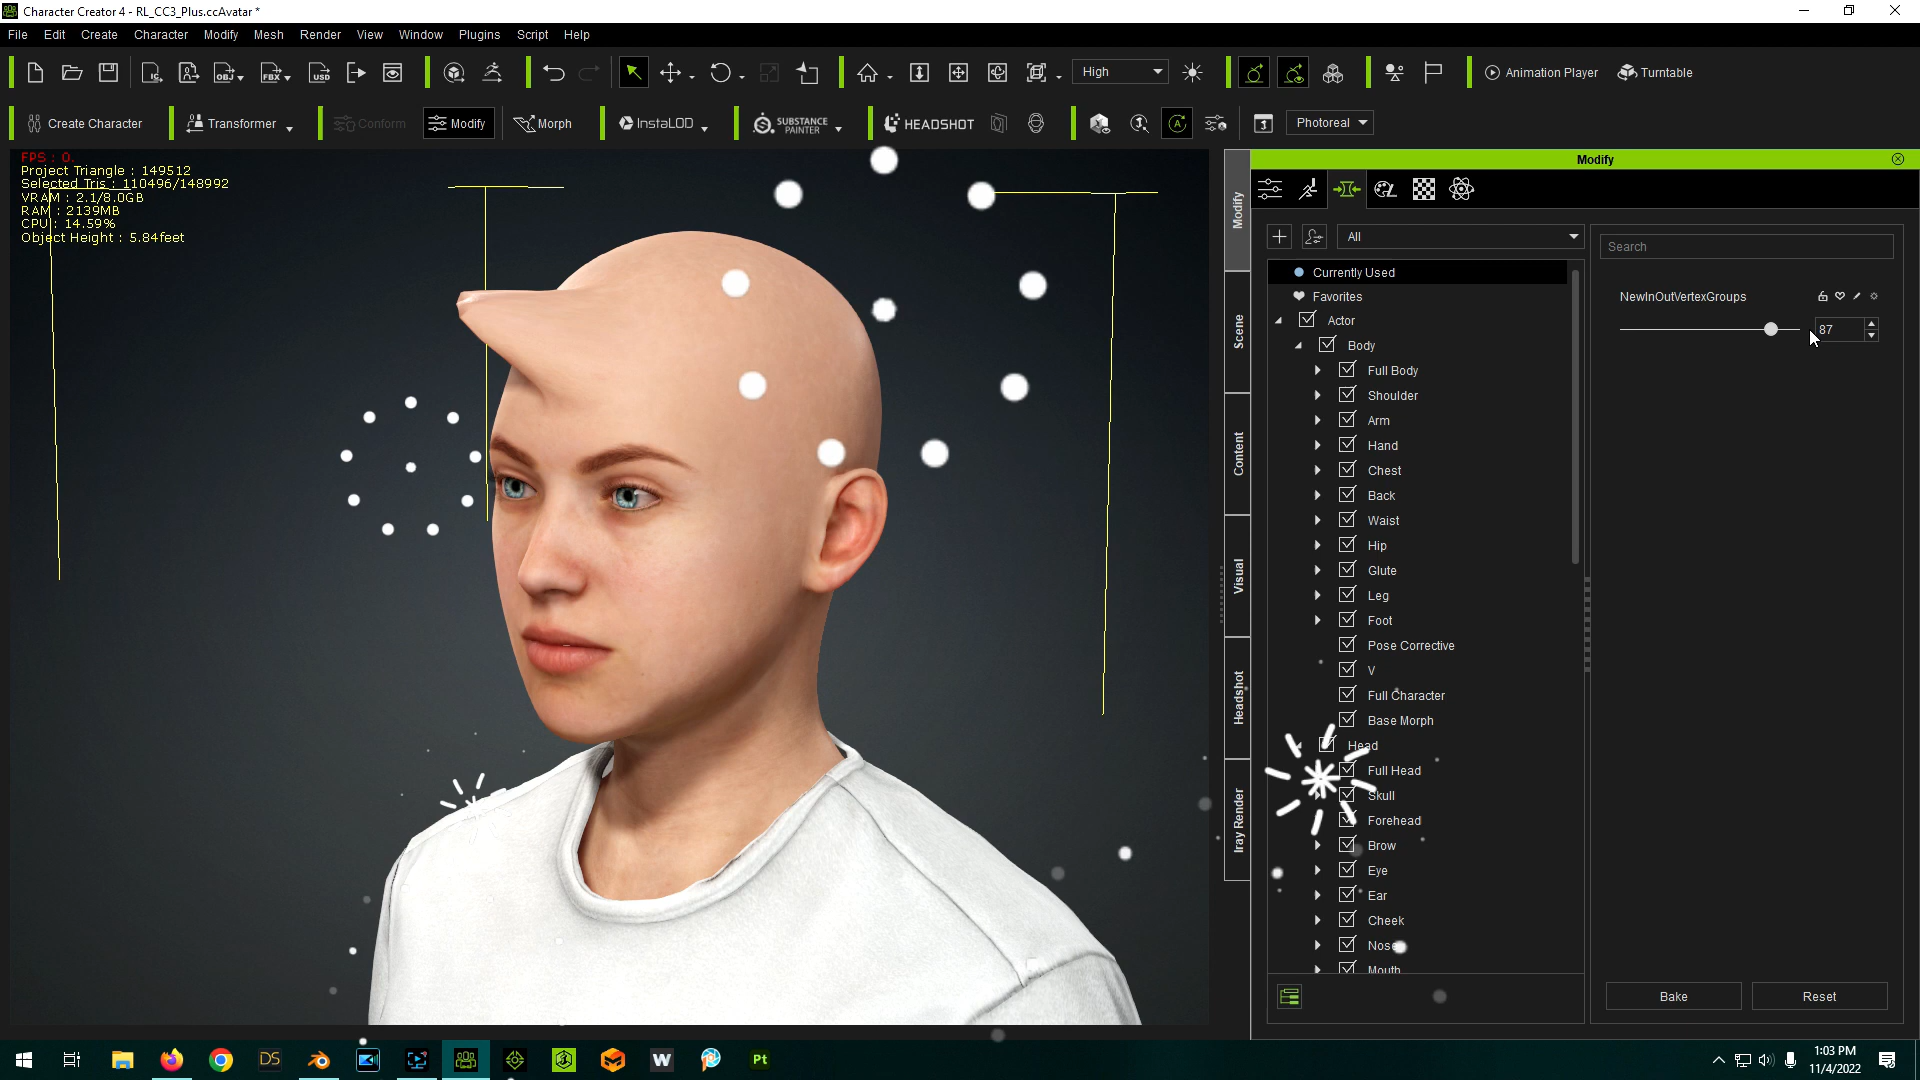 Character Creator 4 - RL_CC3_Plus.ccAvatar *
File Edit Create Character Modify Mesh Render View Window Plugins Script Help
High Animation Player Turntable
Create Character Transformer Conform Modify Morph InstaLOD SUBSTANCE PAINTER HEADSHOT Photoreal
FPS : 0.
Project Triangle : 149512
Selected Tris : 110496/148992
VRAM : 2.1/8.0GB
RAM : 2139MB
CPU : 14.59%
Object Height : 5.84feet
Modify
Modify
Scene
Content
Visual
Headshot
Iray Render
All
Currently Used
Favorites
Actor
Body
Full Body
Shoulder
Arm
Hand
Chest
Back
Waist
Hip
Glute
Leg
Foot
Pose Corrective
V
Full Character
Base Morph
Head
Full Head
Skull
Forehead
Brow
Eye
Ear
Cheek
Nose
Mouth
Search
NewInOutVertexGroups
87
Bake Reset
DS W Pt
1:03 PM
11/4/2022